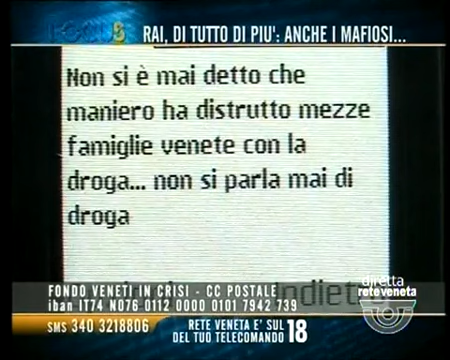 FOCUS
RAI, DI TUTTO DI PIU': ANCHE I MAFIOSI...
Non si è mai detto che
maniero ha distrutto mezze
famiglie venete con la
droga... non si parla mai di
droga
diretta
reteveneta
FONDO VENETI IN CRISI - CC POSTALE
iban IT74 N076 0112 0000 0101 7942 739
SMS 340 3218806
RETE VENETA E' SUL
DEL TUO TELECOMANDO 18